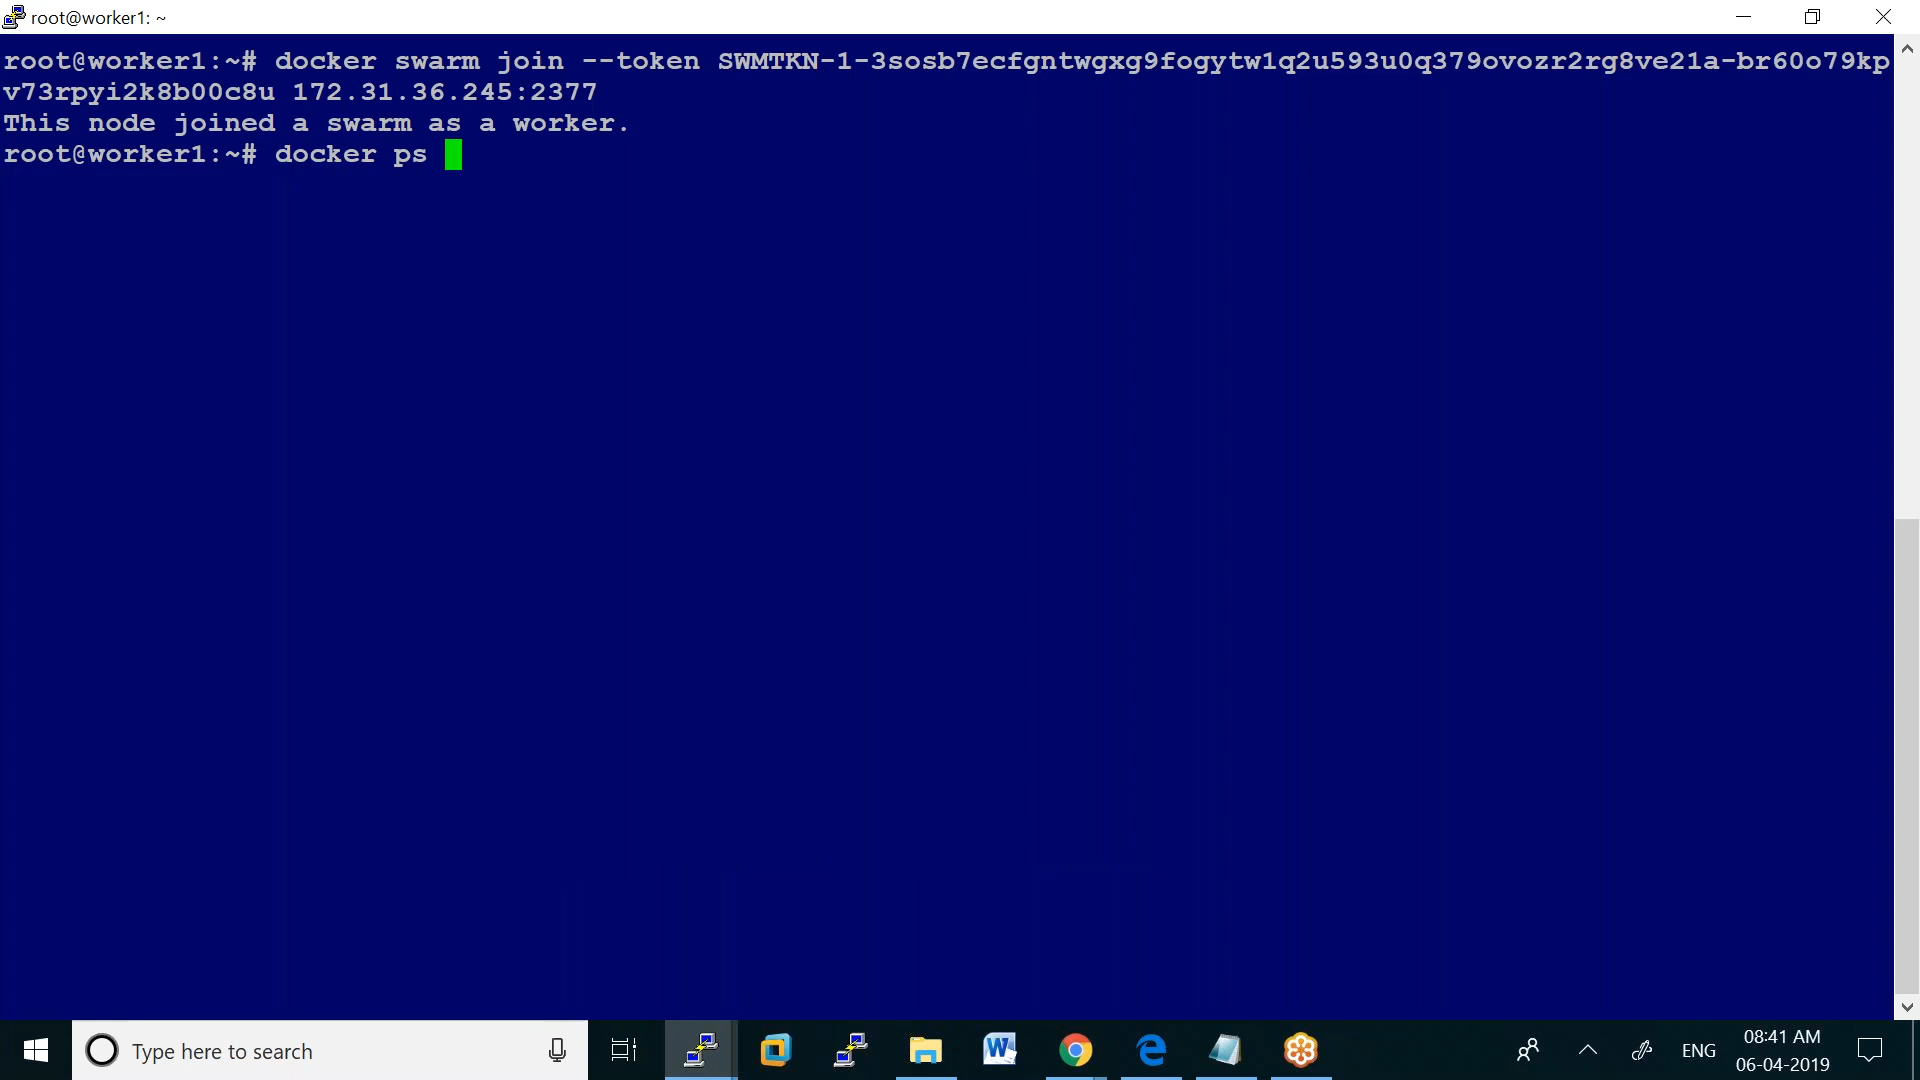 root@worker1: ~
root@worker1:~# docker swarm join --token SWMTKN-1-3sosb7ecfgntwgxg9fogytw1q2u593u0q379ovozr2rg8ve21a-br60o79kp
v73rpyi2k8b00c8u 172.31.36.245:2377
This node joined a swarm as a worker.
root@worker1:~# docker ps
Type here to search
ENG
08:41 AM
06-04-2019